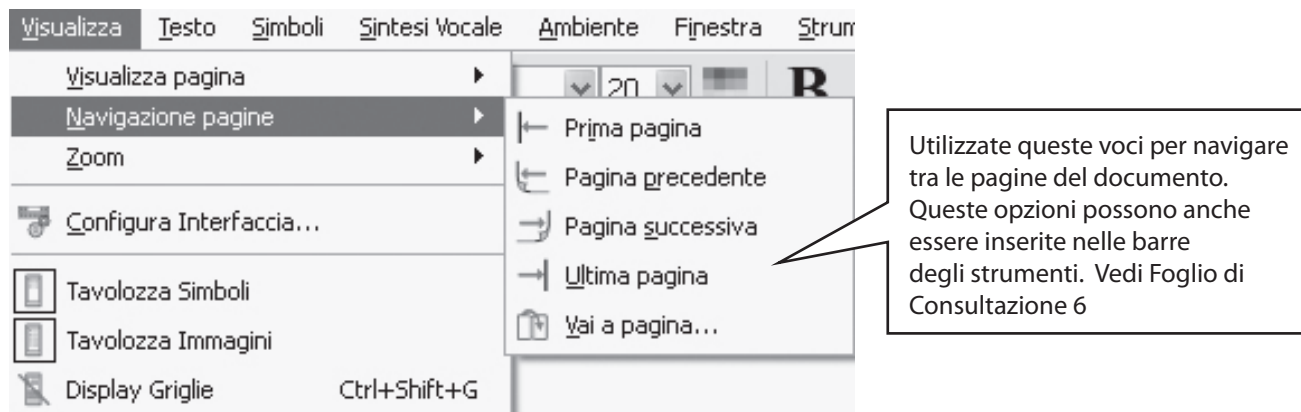 Visualizza Testo Simboli Sintesi Vocale Ambiente Finestra
Visualizza pagina
Navigazione pagine
Zoom
Configura Interfaccia...
Tavolozza Simboli
Tavolozza Immagini
Display Griglie Ctrl+Shift+G
20 B
Prima pagina
Pagina precedente
Pagina successiva
Ultima pagina
Vai a pagina...
Utilizzate queste voci per navigare
tra le pagine del documento.
Queste opzioni possono anche
essere inserite nelle barre
degli strumenti. Vedi Foglio di
Consultazione 6